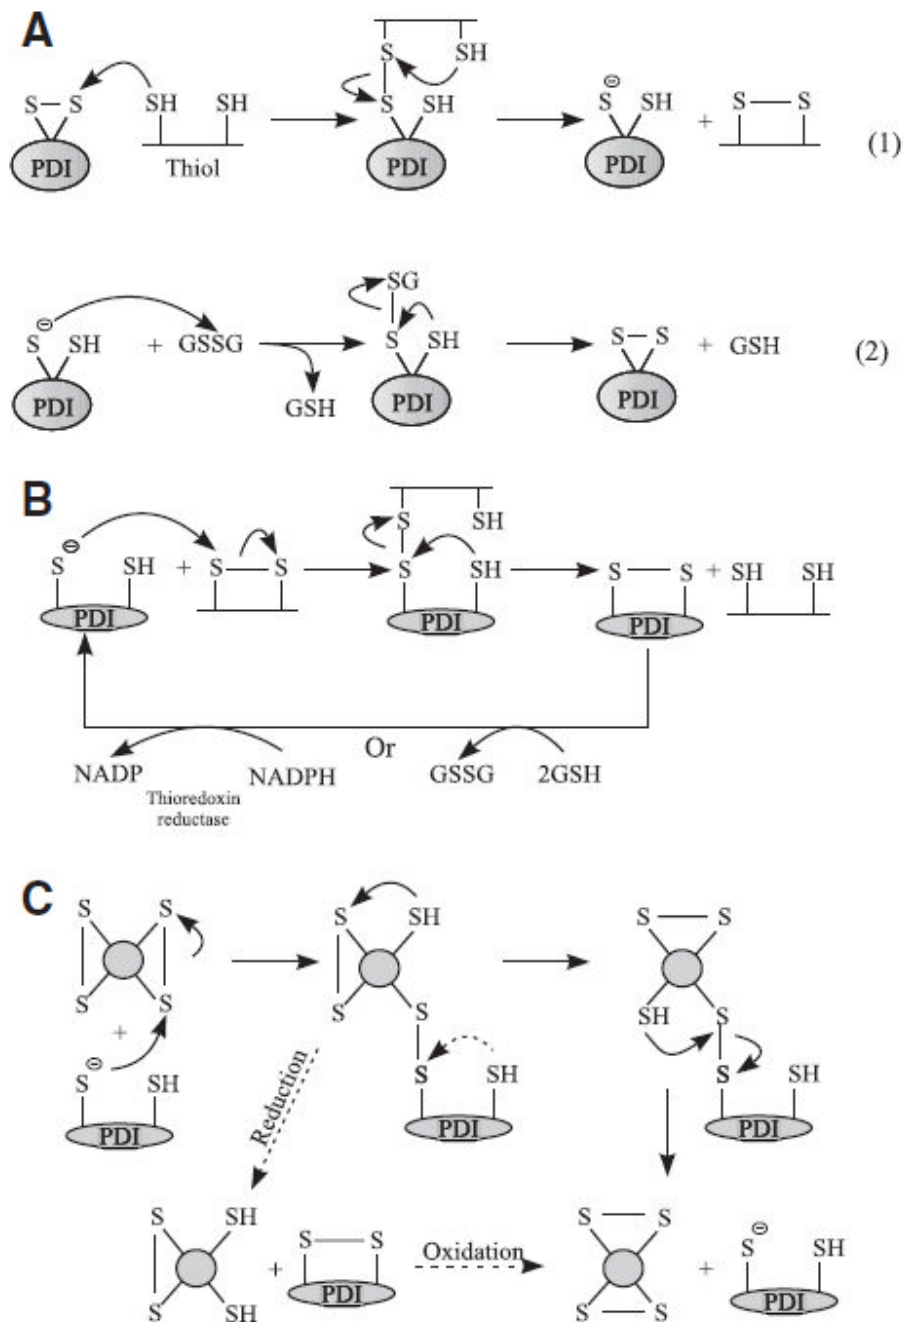 A
S
SH
S
S
SH
SH
S
SH
S
SH
S
S
+
(1)
PDI
Thiol
PDI
PDI
SG
⊖
S
SH
+
GSSG
S
SH
S
S
+
GSH
(2)
PDI
GSH
PDI
PDI
B
S
SH
⊖
S
SH
+
S
S
S
SH
S
S
+
SH
SH
PDI
PDI
PDI
Or
NADP
NADPH
GSSG
2GSH
Thioredoxin
reductase
C
S
S
S
SH
S
S
S
S
S
S
SH
S
+
⊖
S
SH
S
SH
S
SH
PDI
PDI
PDI
Reduction
S
SH
S
S
⊖
+
S
S
Oxidation
+
S
SH
S
SH
PDI
S
S
PDI